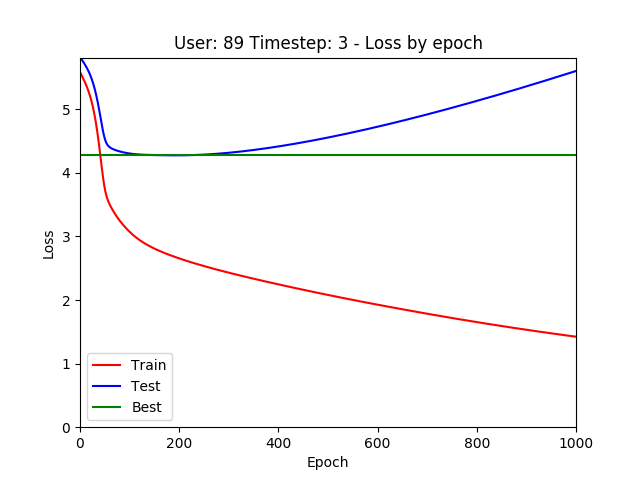 User: 89 Timestep: 3 - Loss by epoch
Loss
5
4
3
2
1
0
Train
Test
Best
0 200 400 600 800 1000
Epoch